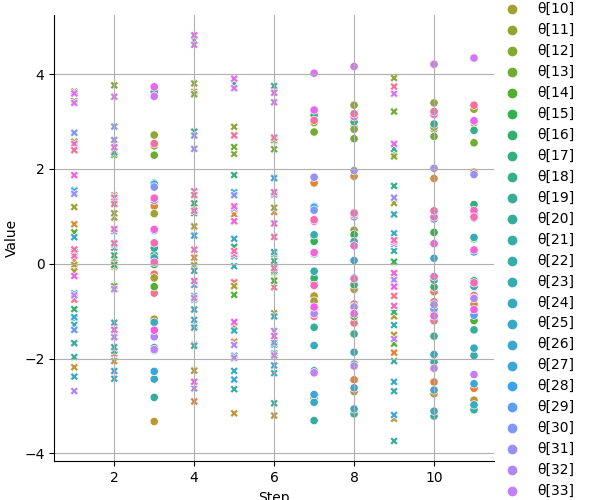 θ[10]
θ[11]
θ[12]
θ[13]
θ[14]
θ[15]
θ[16]
θ[17]
θ[18]
θ[19]
θ[20]
θ[21]
θ[22]
θ[23]
θ[24]
θ[25]
θ[26]
θ[27]
θ[28]
θ[29]
θ[30]
θ[31]
θ[32]
θ[33]
4
2
0
−2
−4
Value
2
4
6
8
10
Step